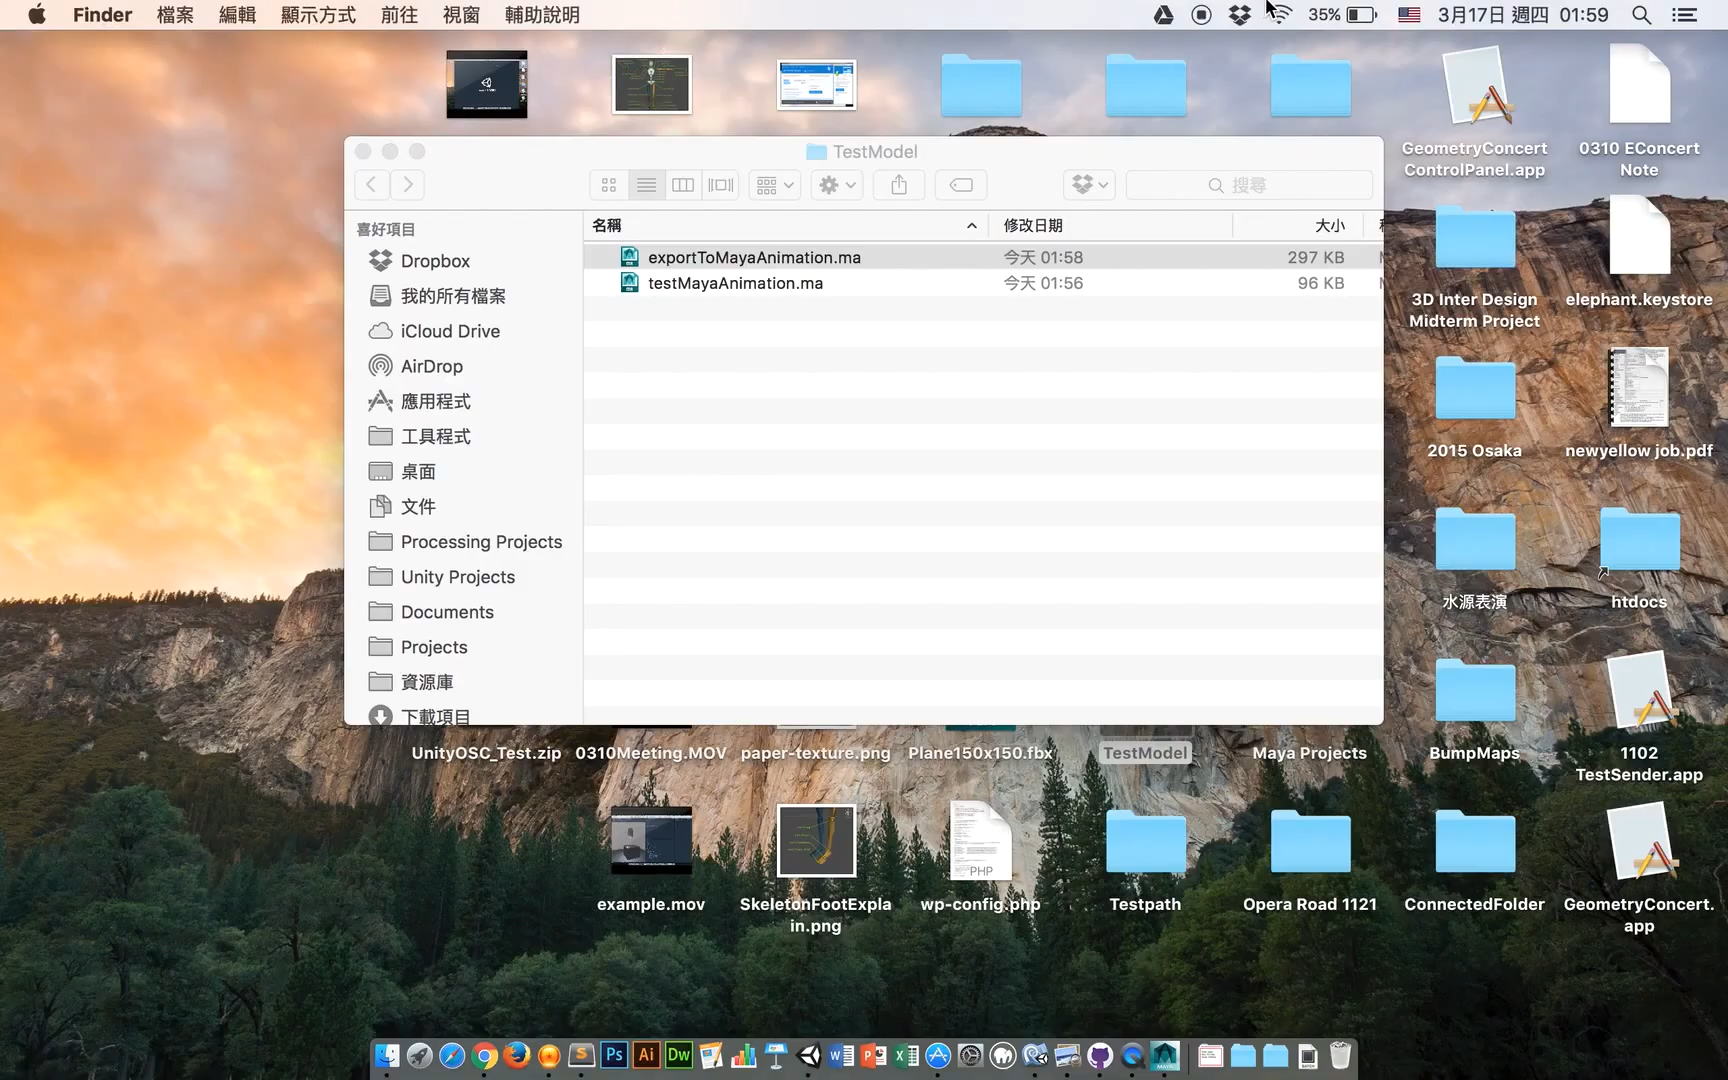 Finder 檔案 編輯 顯示方式 前往 視窗 輔助說明 35% 3月17日 週四 01:59
TestModel
搜尋
喜好項目
Dropbox
我的所有檔案
iCloud Drive
AirDrop
應用程式
工具程式
桌面
文件
Processing Projects
Unity Projects
Documents
Projects
資源庫
下載項目
名稱 修改日期 大小
exportToMayaAnimation.ma 今天 01:58 297 KB
testMayaAnimation.ma 今天 01:56 96 KB
GeometryConcert
ControlPanel.app
0310 EConcert
Note
3D Inter Design
Midterm Project
elephant.keystore
2015 Osaka
newyellow job.pdf
水源表演
htdocs
UnityOSC_Test.zip
0310Meeting.MOV
paper-texture.png
Plane150x150.fbx
TestModel
Maya Projects
BumpMaps
1102
TestSender.app
example.mov
SkeletonFootExpla
in.png
PHP
wp-config.php
Testpath
Opera Road 1121
ConnectedFolder
GeometryConcert.
app
Ps
Ai
Dw